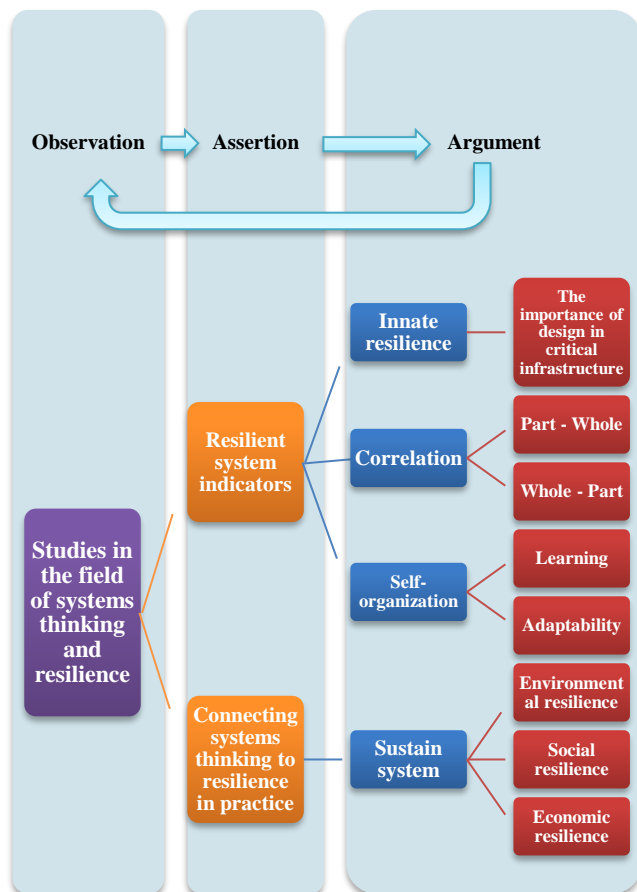 Observation
Assertion
Argument
Studies in
the field
of systems
thinking
and
resilience
Resilient
system
indicators
Connecting
systems
thinking to
resilience
in practice
Innate
resilience
Correlation
Self-
organization
Sustain
system
The
importance of
design in
critical
infrastructure
Part - Whole
Whole - Part
Learning
Adaptability
Environment
al resilience
Social
resilience
Economic
resilience